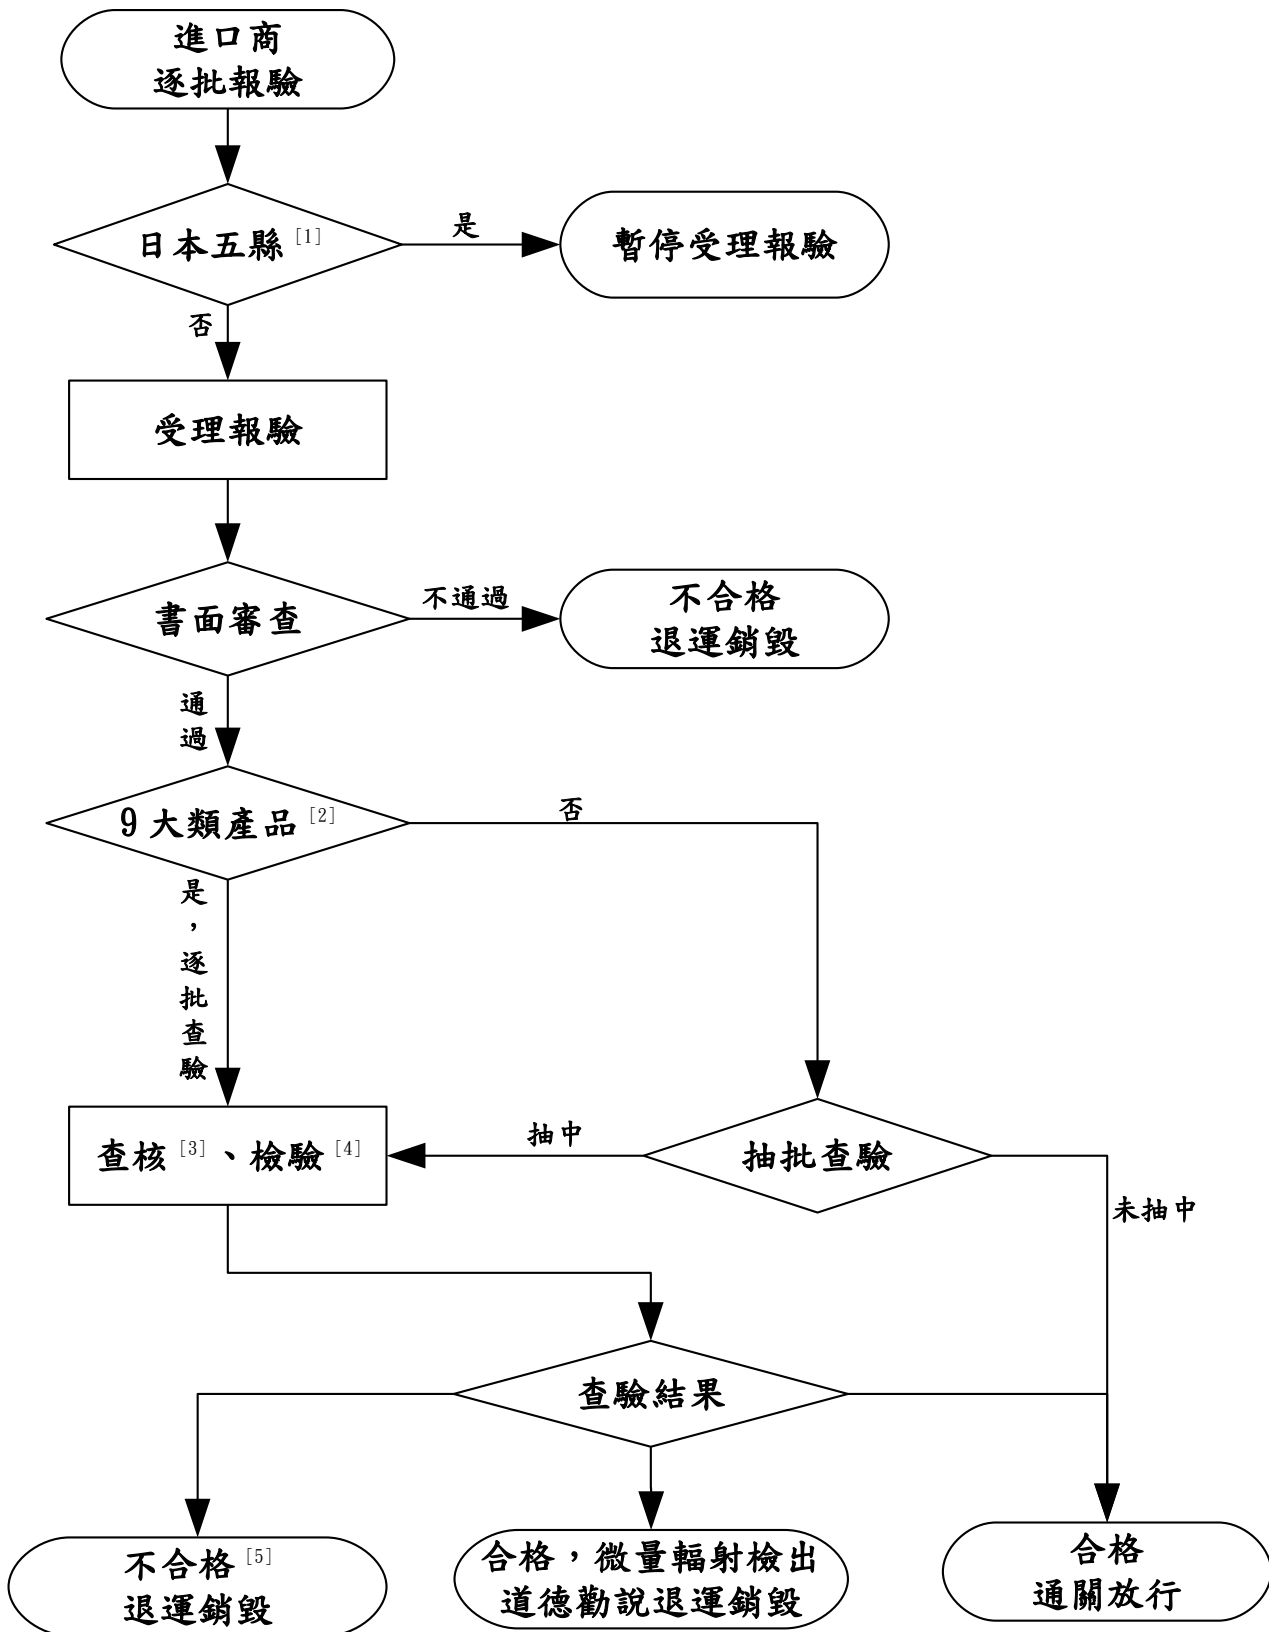 進口商
逐批報驗
日本五縣[1]
是
暫停受理報驗
否
受理報驗
書面審查
不通過
不合格
退運銷毀
通過
9大類產品[2]
否
是，逐批查驗
查核[3]、檢驗[4]
抽中
抽批查驗
未抽中
查驗結果
不合格[5]
退運銷毀
合格，微量輻射檢出
道德勸說退運銷毀
合格
通關放行